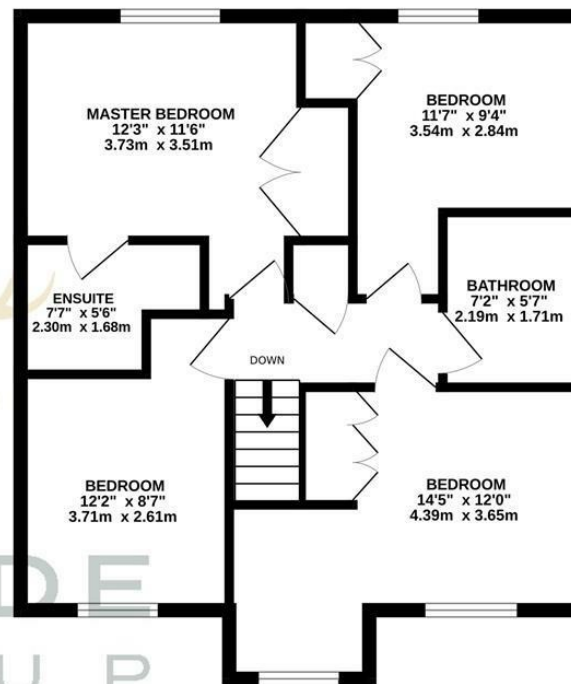 MASTER BEDROOM
12'3" x 11'6"
3.73m x 3.51m
BEDROOM
11'7" x 9'4"
3.54m x 2.84m
ENSUITE
7'7" x 5'6"
2.30m x 1.68m
BATHROOM
7'2" x 5'7"
2.19m x 1.71m
DOWN
BEDROOM
12'2" x 8'7"
3.71m x 2.61m
BEDROOM
14'5" x 12'0"
4.39m x 3.65m
DE
UP